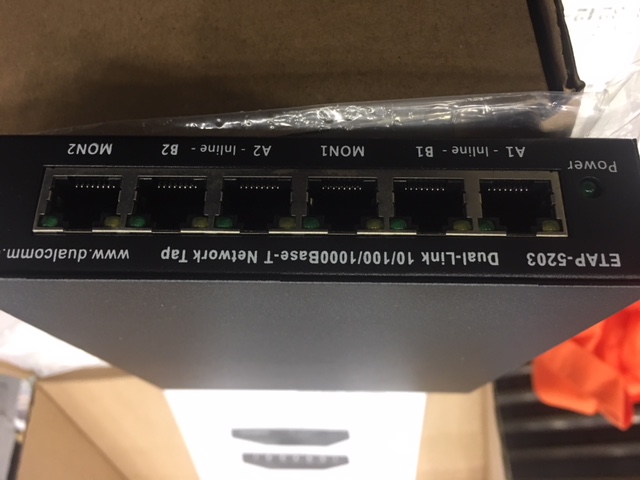 ETAP-5203 Dual-Link 10/100/1000Base-T Network Tap www.dualcomm.
Power A1 - Inline - B1 MON1 A2 - Inline - B2 MON2